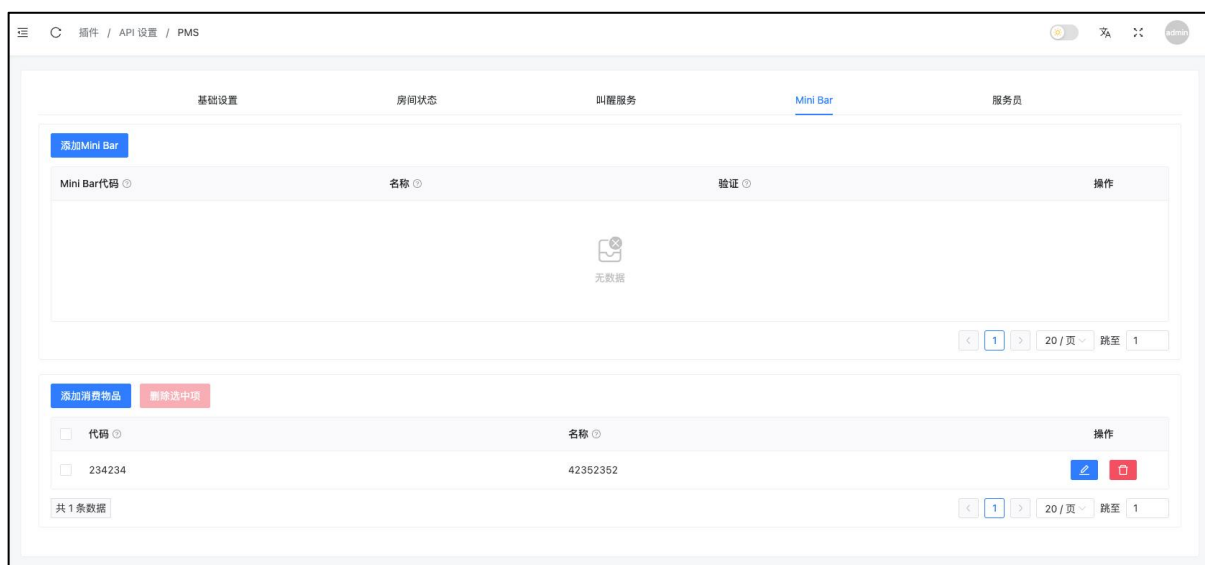 插件 / API 设置 / PMS
admin
基础设置 房间状态 叫醒服务 Mini Bar 服务员
添加Mini Bar
Mini Bar代码 名称 验证 操作
无数据
1 20 / 页 跳至 1
添加消费物品 删除选中项
代码 名称 操作
234234 42352352
共 1 条数据 1 20 / 页 跳至 1